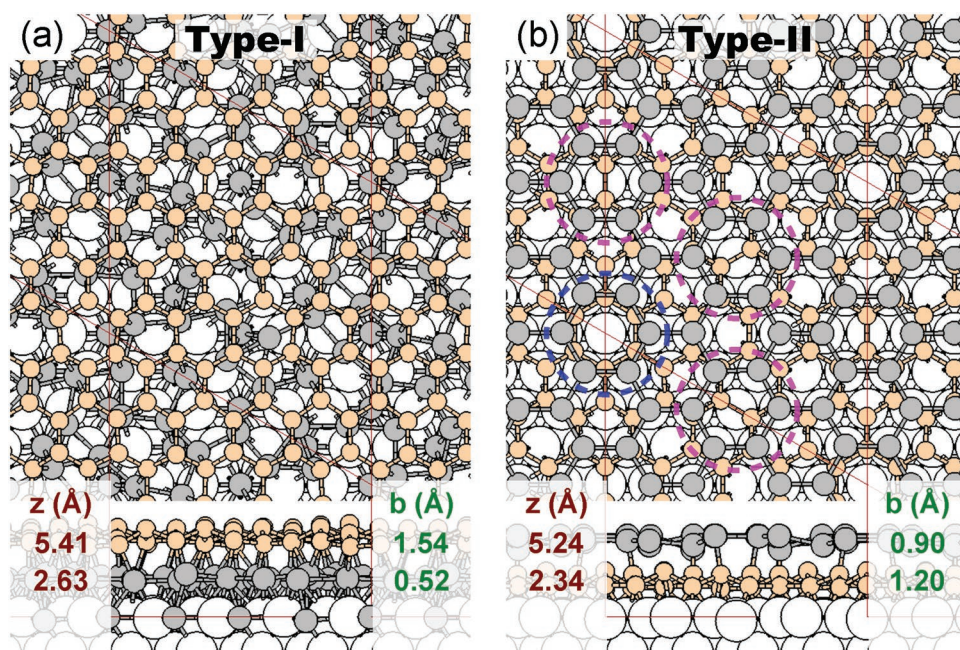 (a) Type-I
z (Å) b (Å)
5.41 1.54
2.63 0.52
(b) Type-II
z (Å) b (Å)
5.24 0.90
2.34 1.20